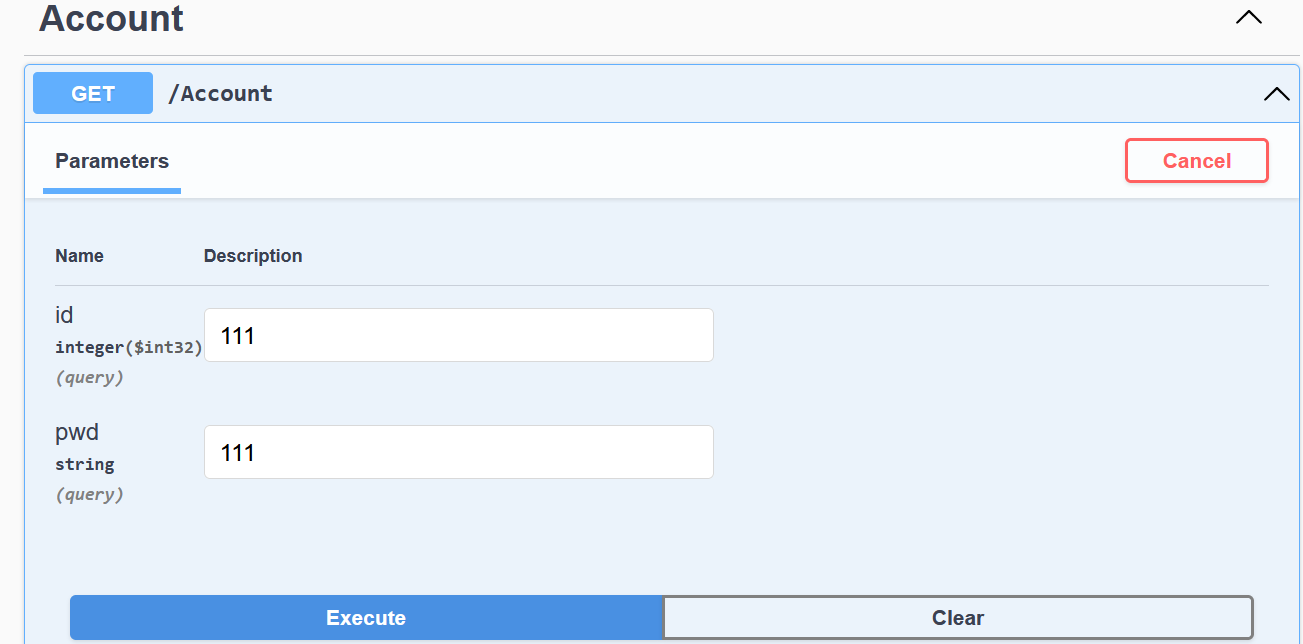 Account
GET /Account
Parameters Cancel
Name Description
id
integer($int32)
(query)
111
pwd
string
(query)
111
Execute Clear